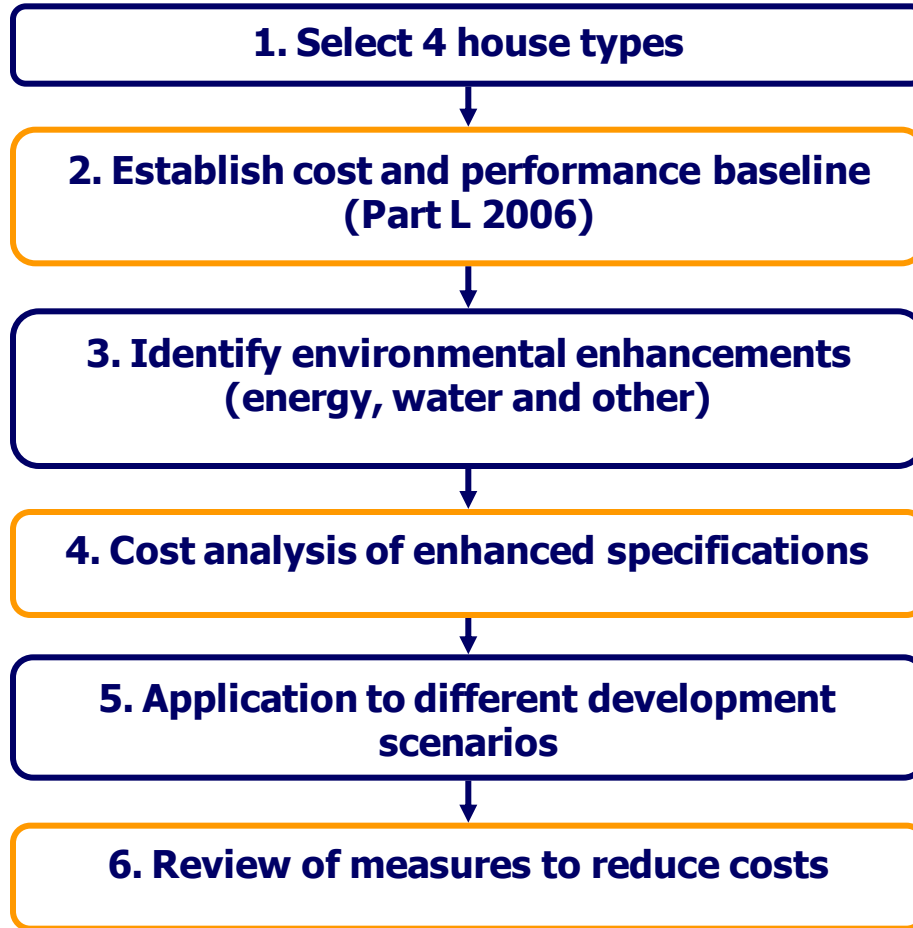 1. Select 4 house types
2. Establish cost and performance baseline
(Part L 2006)
3. Identify environmental enhancements
(energy, water and other)
4. Cost analysis of enhanced specifications
5. Application to different development
scenarios
6. Review of measures to reduce costs